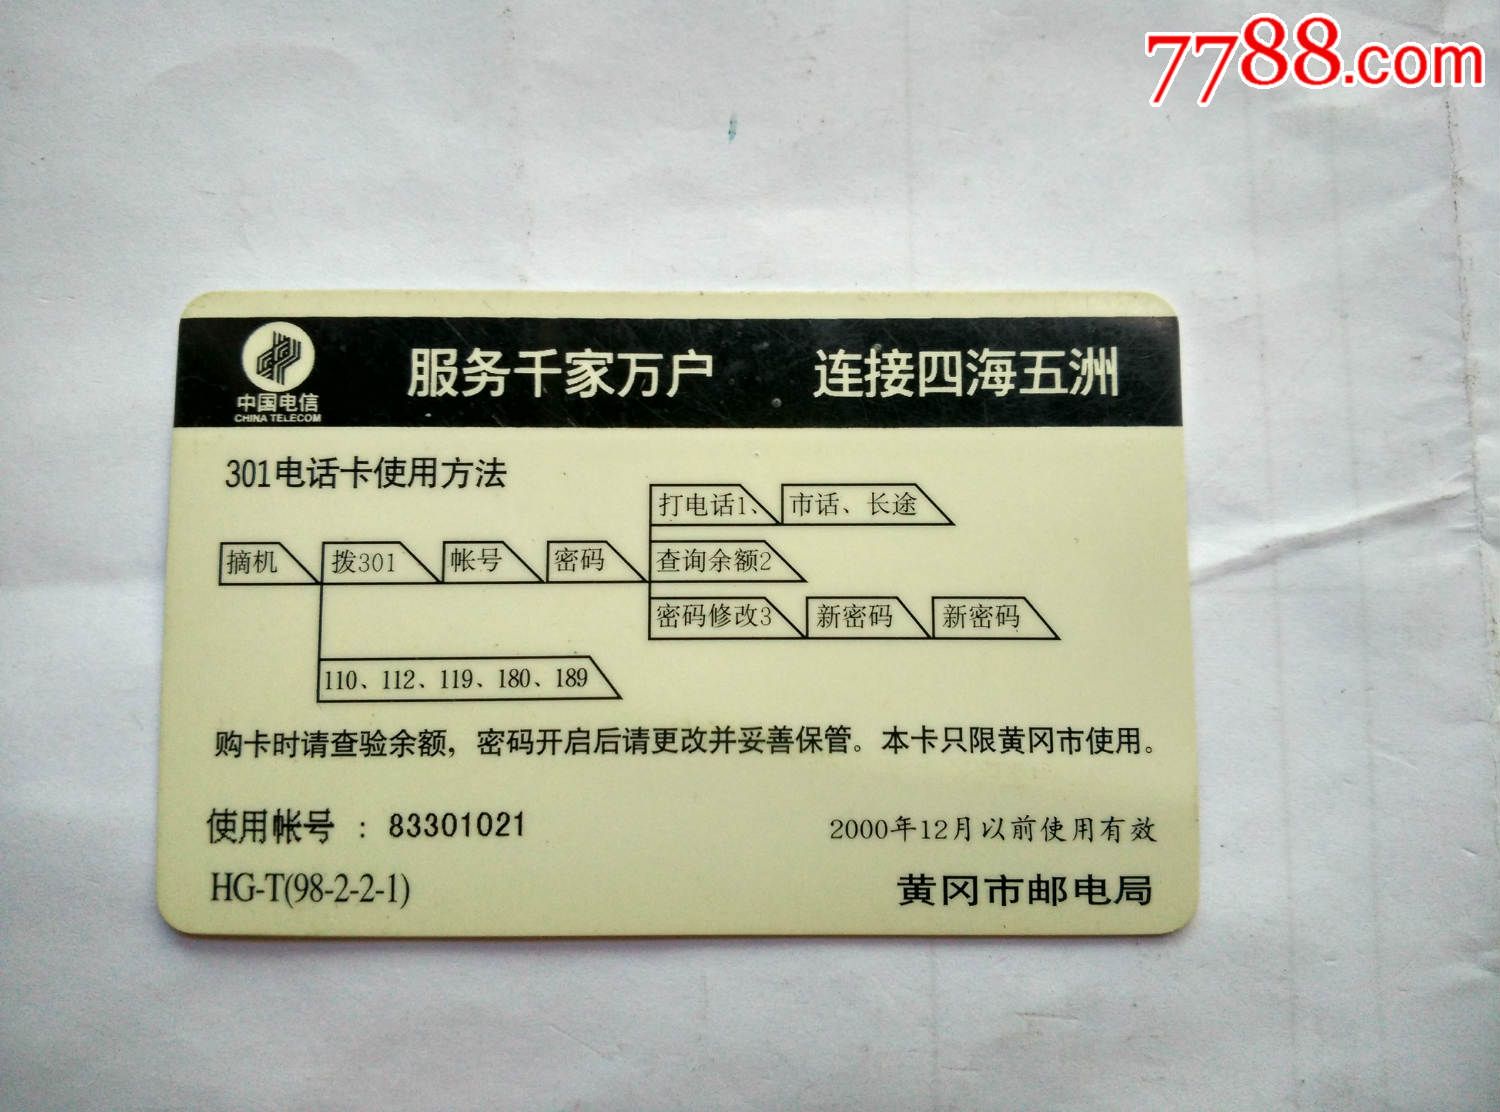 7788.com
中国电信
CHINA TELECOM
服务千家万户 连接四海五洲
301电话卡使用方法
打电话1、 市话、长途
摘机 拨301 帐号 密码 查询余额2
密码修改3 新密码 新密码
110、112、119、180、189
购卡时请查验余额，密码开启后请更改并妥善保管。本卡只限黄冈市使用。
使用帐号 : 83301021
2000年12月以前使用有效
HG-T(98-2-2-1)
黄冈市邮电局